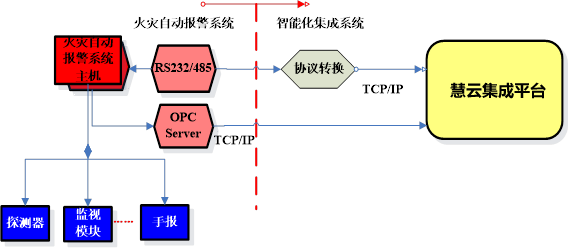 火灾自动报警系统
智能化集成系统
火灾自动
报警系统
主机
RS232/485
协议转换
TCP/IP
慧云集成平台
OPC
Server
TCP/IP
探测器
监视
模块
手报